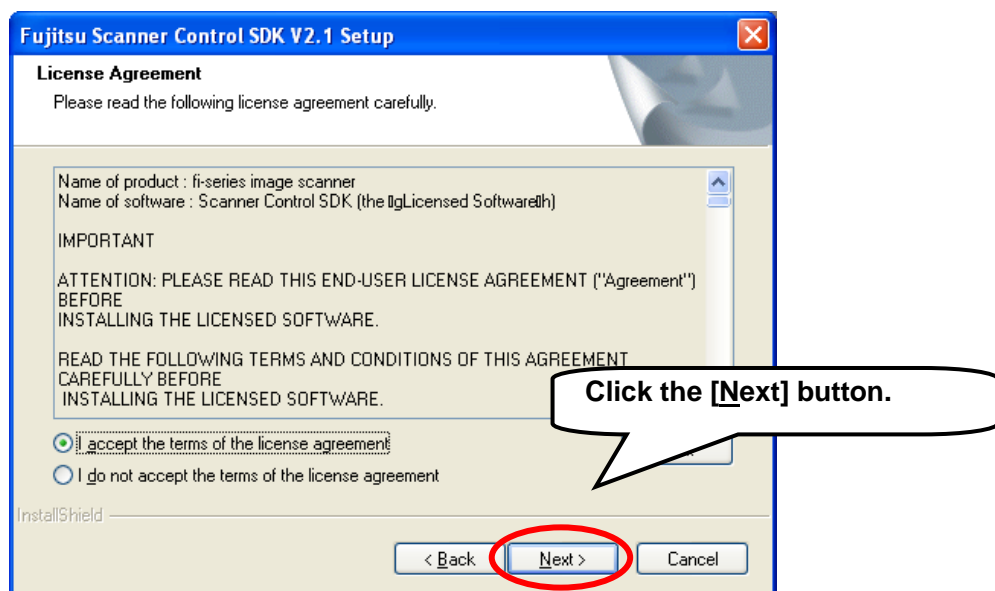 Fujitsu Scanner Control SDK V2.1 Setup
License Agreement
Please read the following license agreement carefully.
Name of product : fi-series image scanner
Name of software : Scanner Control SDK (the IgLicensed SoftwareIh)
IMPORTANT
ATTENTION: PLEASE READ THIS END-USER LICENSE AGREEMENT ("Agreement")
BEFORE
INSTALLING THE LICENSED SOFTWARE.
READ THE FOLLOWING TERMS AND CONDITIONS OF THIS AGREEMENT
CAREFULLY BEFORE
INSTALLING THE LICENSED SOFTWARE.
Click the [Next] button.
I accept the terms of the license agreement
I do not accept the terms of the license agreement
InstallShield
< Back
Next >
Cancel